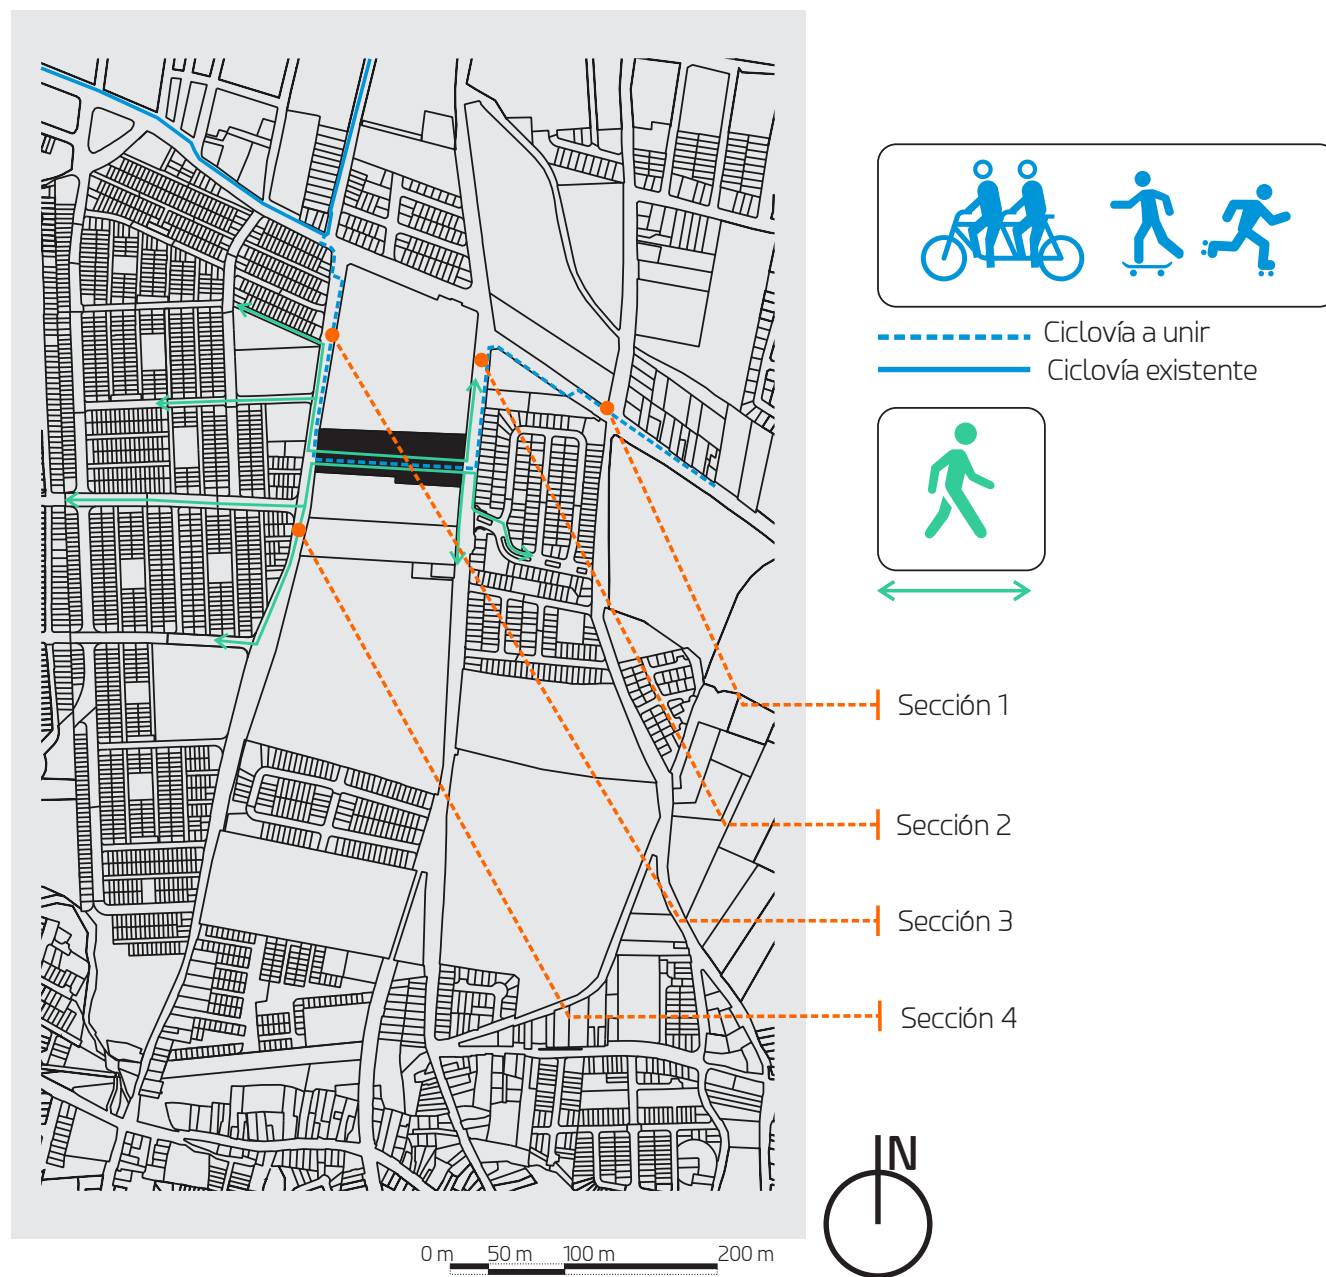 Ciclovía a unir
Ciclovía existente
Sección 1
Sección 2
Sección 3
Sección 4
N
0 m 50 m 100 m 200 m